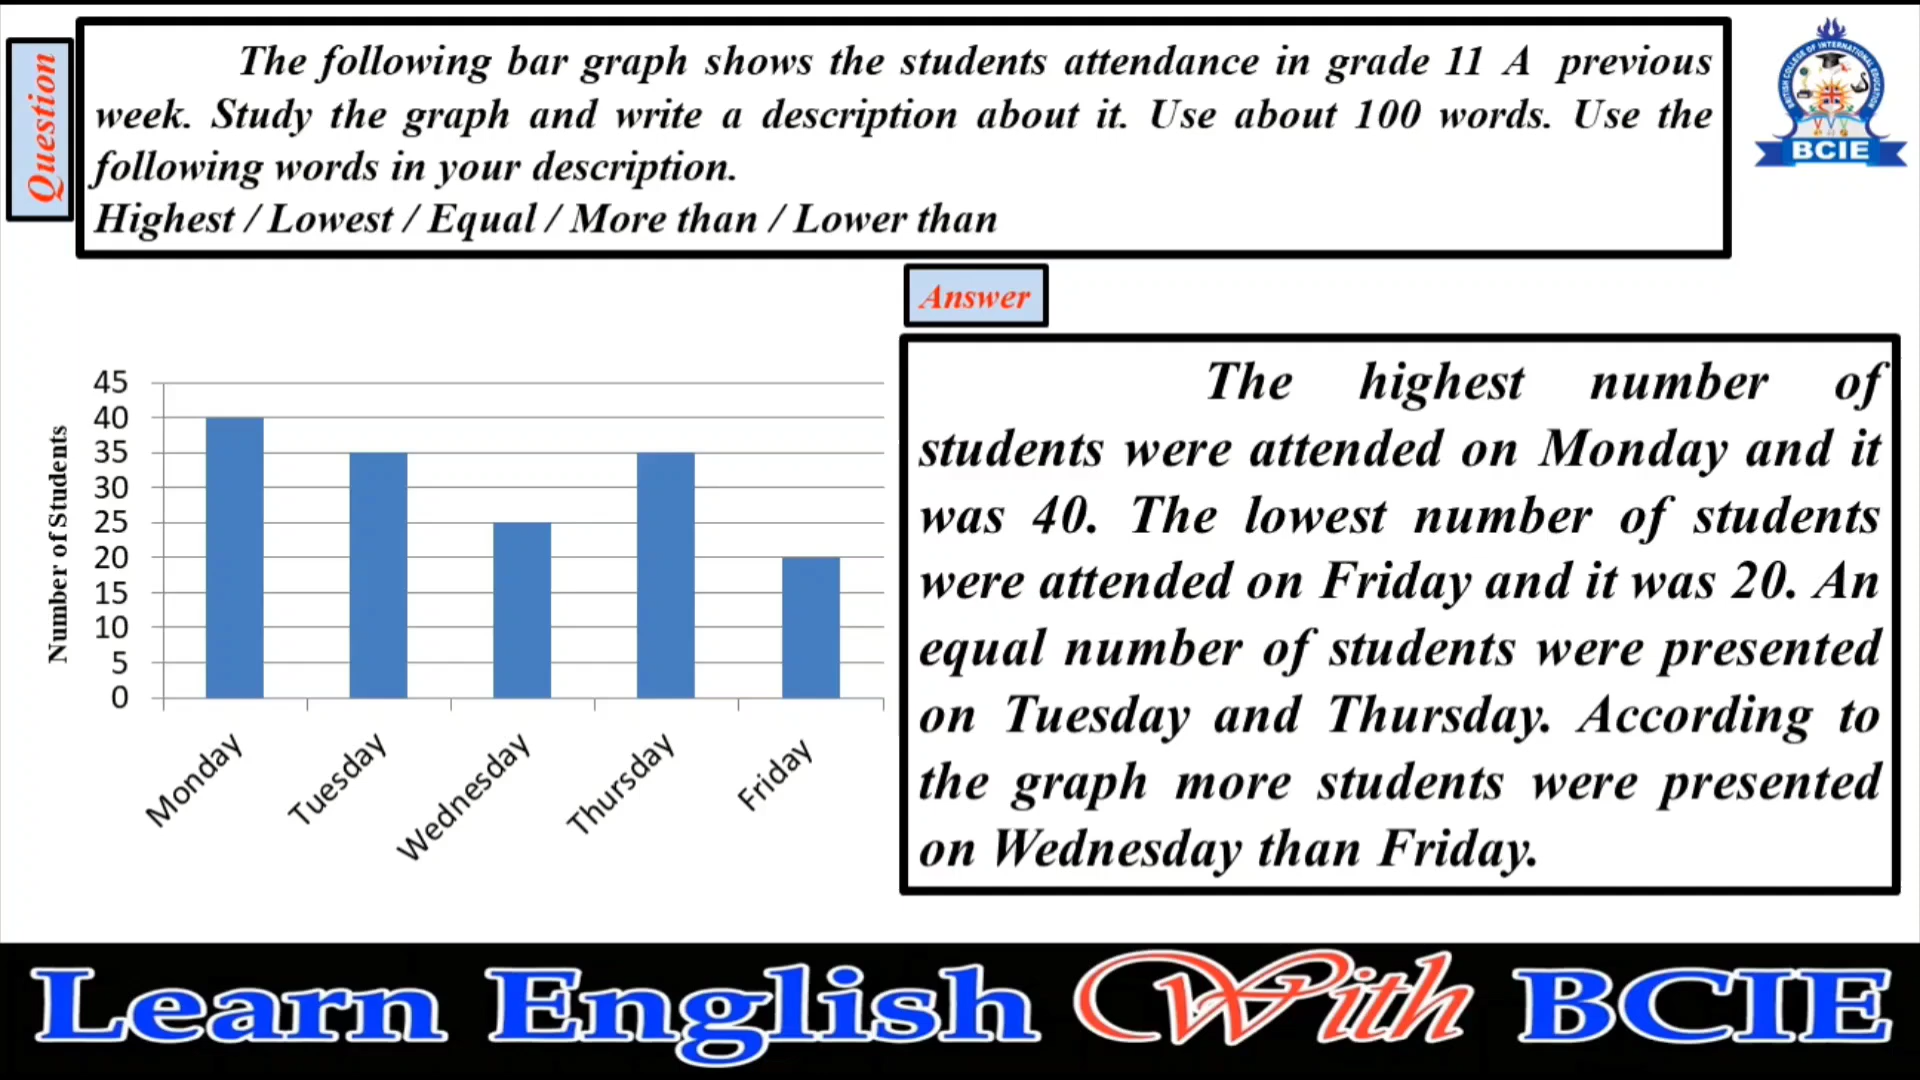 Question
The following bar graph shows the students attendance in grade 11 A previous
week. Study the graph and write a description about it. Use about 100 words. Use the
following words in your description.
Highest / Lowest / Equal / More than / Lower than
BRITISH COLLEGE OF INTERNATIONAL EDUCATION
BCIE
Answer
Number of Students
45
40
35
30
25
20
15
10
5
0
Monday
Tuesday
Wednesday
Thursday
Friday
The highest number of
students were attended on Monday and it
was 40. The lowest number of students
were attended on Friday and it was 20. An
equal number of students were presented
on Tuesday and Thursday. According to
the graph more students were presented
on Wednesday than Friday.
Learn English With BCIE